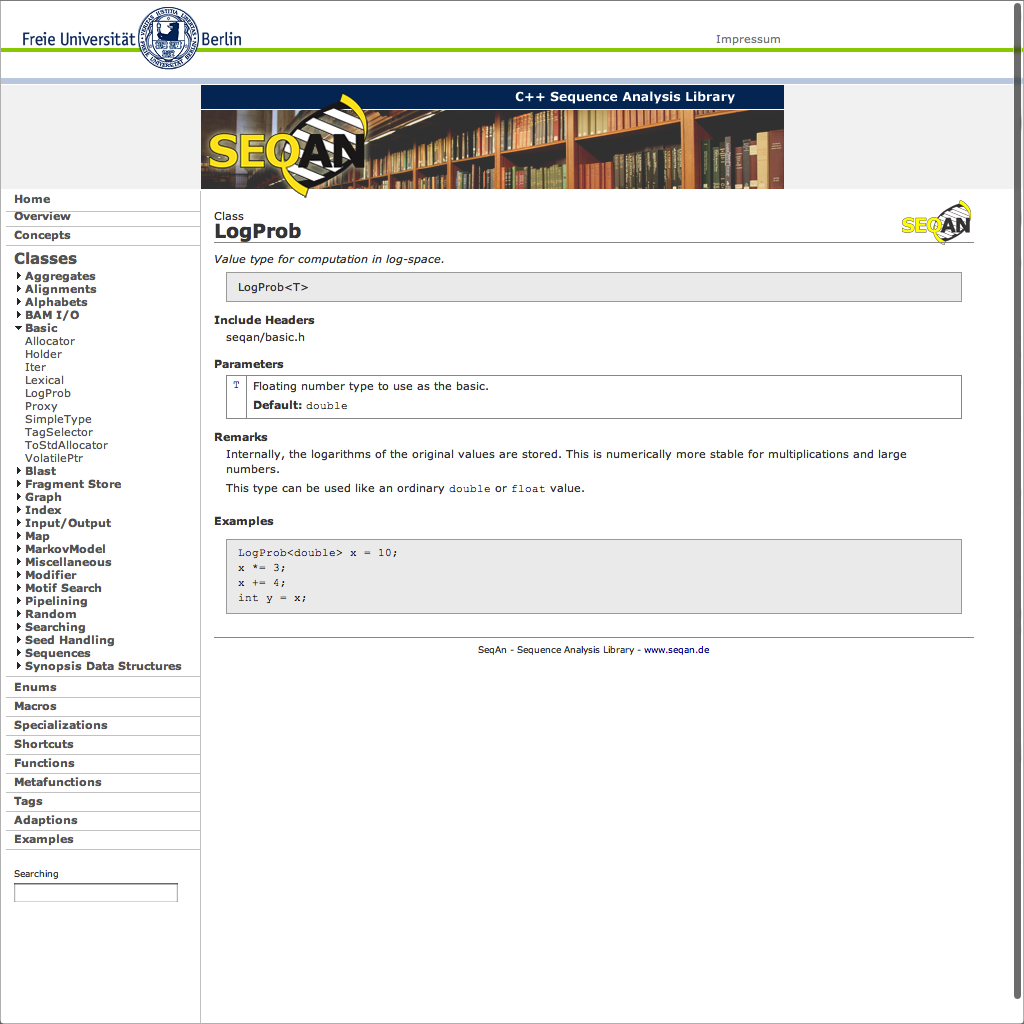 Freie Universität Berlin
Impressum
C++ Sequence Analysis Library
SEQAN
Home
Overview
Concepts
Classes
Aggregates
Alignments
Alphabets
BAM I/O
Basic
Allocator
Holder
Iter
Lexical
LogProb
Proxy
SimpleType
TagSelector
ToStdAllocator
VolatilePtr
Blast
Fragment Store
Graph
Index
Input/Output
Map
MarkovModel
Miscellaneous
Modifier
Motif Search
Pipelining
Random
Searching
Seed Handling
Sequences
Synopsis Data Structures
Enums
Macros
Specializations
Shortcuts
Functions
Metafunctions
Tags
Adaptions
Examples
Searching
Class
LogProb
SEQAN
Value type for computation in log-space.
LogProb<T>
Include Headers
seqan/basic.h
Parameters
T Floating number type to use as the basic.
Default: double
Remarks
Internally, the logarithms of the original values are stored. This is numerically more stable for multiplications and large
numbers.
This type can be used like an ordinary double or float value.
Examples
LogProb<double> x = 10;
x *= 3;
x += 4;
int y = x;
SeqAn - Sequence Analysis Library - www.seqan.de